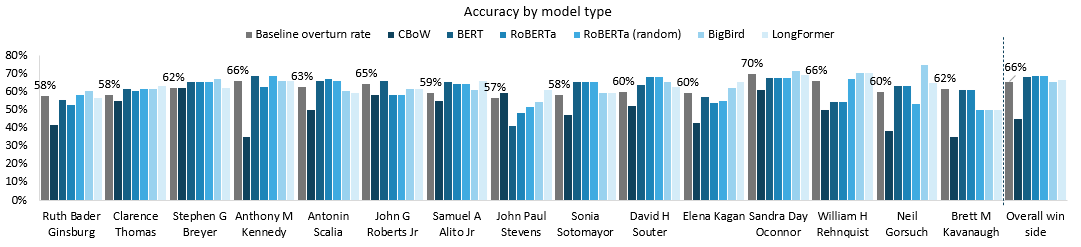 Accuracy by model type
Baseline overturn rate CBoW BERT RoBERTa RoBERTa (random) BigBird LongFormer
80%
70%
60%
50%
40%
30%
20%
10%
0%
58% 58% 62% 66% 63% 65% 59% 57% 58% 60% 60% 70% 66% 60% 62% 66%
Ruth Bader Clarence Stephen G Anthony M Antonin John G Samuel A John Paul Sonia David H Elena Kagan Sandra Day William H Neil Brett M Overall win
Ginsburg Thomas Breyer Kennedy Scalia Roberts Jr Alito Jr Stevens Sotomayor Souter Oconnor Rehnquist Gorsuch Kavanaugh side